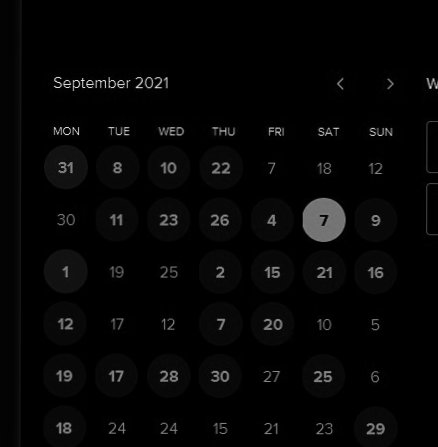 September 2021 < >
W
MON TUE WED THU FRI SAT SUN
31 8 10 22 7 18 12
30 11 23 26 4 7 9
1 19 25 2 15 21 16
12 17 12 7 20 10 5
19 17 28 30 27 25 6
18 24 24 15 21 23 29